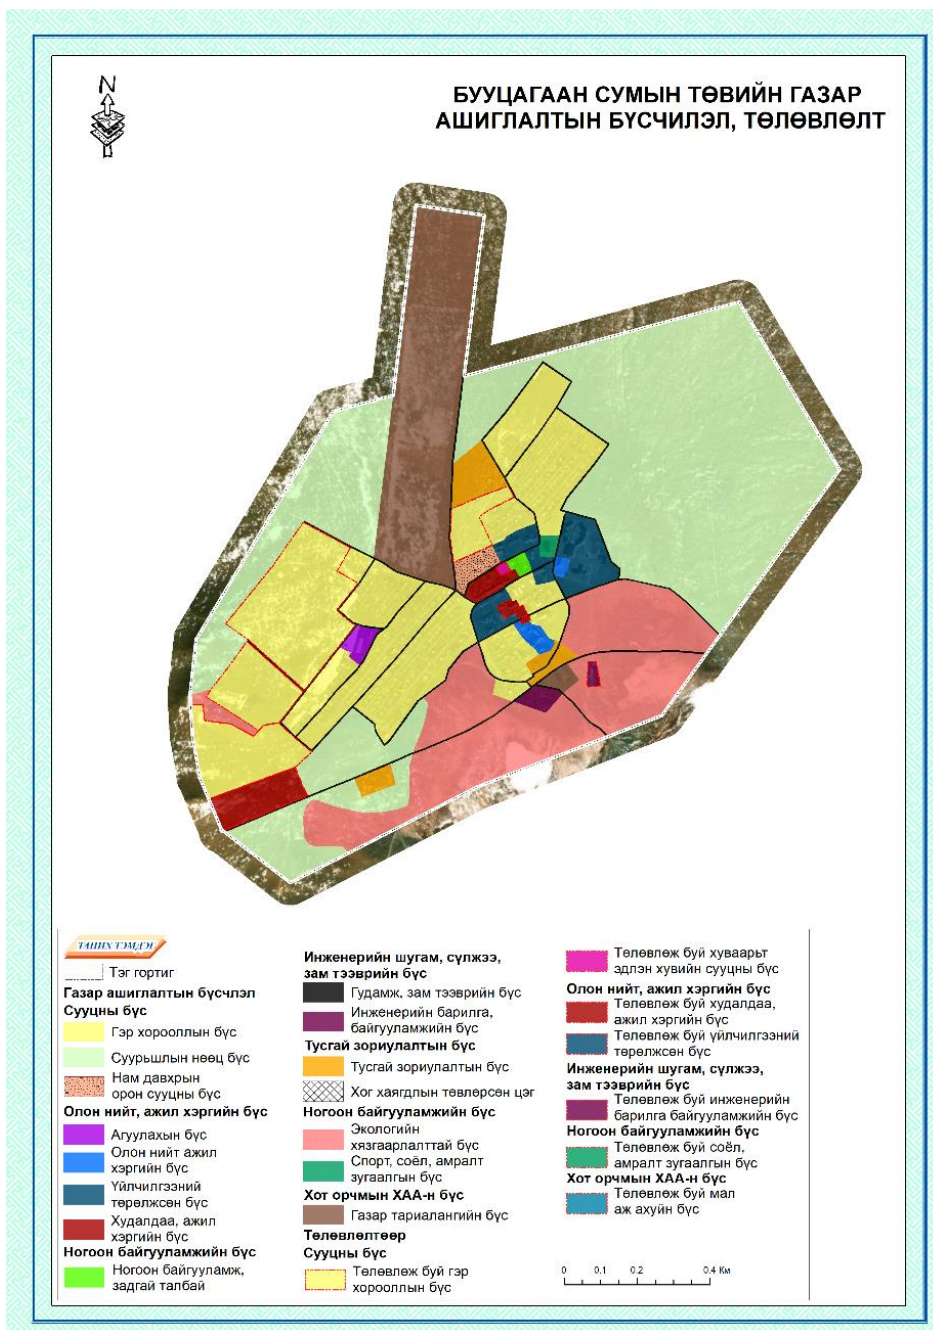 N
БУУЦАГААН СУМЫН ТӨВИЙН ГАЗАР
АШИГЛАЛТЫН БҮСЧИЛЭЛ, ТӨЛӨВЛӨЛТ
ТАНИХ ТЭМДЭГ
Тэг гортиг
Газар ашиглалтын бүсчлэл
Сууцны бүс
Гэр хорооллын бүс
Суурьшлын нөөц бүс
Нам давхрын
орон сууцны бүс
Олон нийт, ажил хэргийн бүс
Агуулахын бүс
Олон нийт ажил
хэргийн бүс
Үйлчилгээний
төрөлжсөн бүс
Худалдаа, ажил
хэргийн бүс
Ногоон байгууламжийн бүс
Ногоон байгууламж,
задгай талбай
Инженерийн шугам, сүлжээ,
зам тээврийн бүс
Гудамж, зам тээврийн бүс
Инженерийн барилга,
байгууламжийн бүс
Тусгай зориулалтын бүс
Тусгай зориулалтын бүс
Хог хаягдлын төвлөрсөн цэг
Ногоон байгууламжийн бүс
Экологийн
хязгаарлалттай бүс
Спорт, соёл, амралт
зугаалгын бүс
Хот орчмын ХАА-н бүс
Газар тариалангийн бүс
Төлөвлөлтөөр
Сууцны бүс
Төлөвлөж буй гэр
хорооллын бүс
Төлөвлөж буй хуваарьт
эдлэн хувийн сууцны бүс
Олон нийт, ажил хэргийн бүс
Төлөвлөж буй худалдаа,
ажил хэргийн бүс
Төлөвлөж буй үйлчилгээний
төрөлжсөн бүс
Инженерийн шугам, сүлжээ,
зам тээврийн бүс
Төлөвлөж буй инженерийн
барилга байгууламжийн бүс
Ногоон байгууламжийн бүс
Төлөвлөж буй соёл,
амралт зугаалгын бүс
Хот орчмын ХАА-н бүс
Төлөвлөж буй мал
аж ахуйн бүс
0 0.1 0.2 0.4 Км